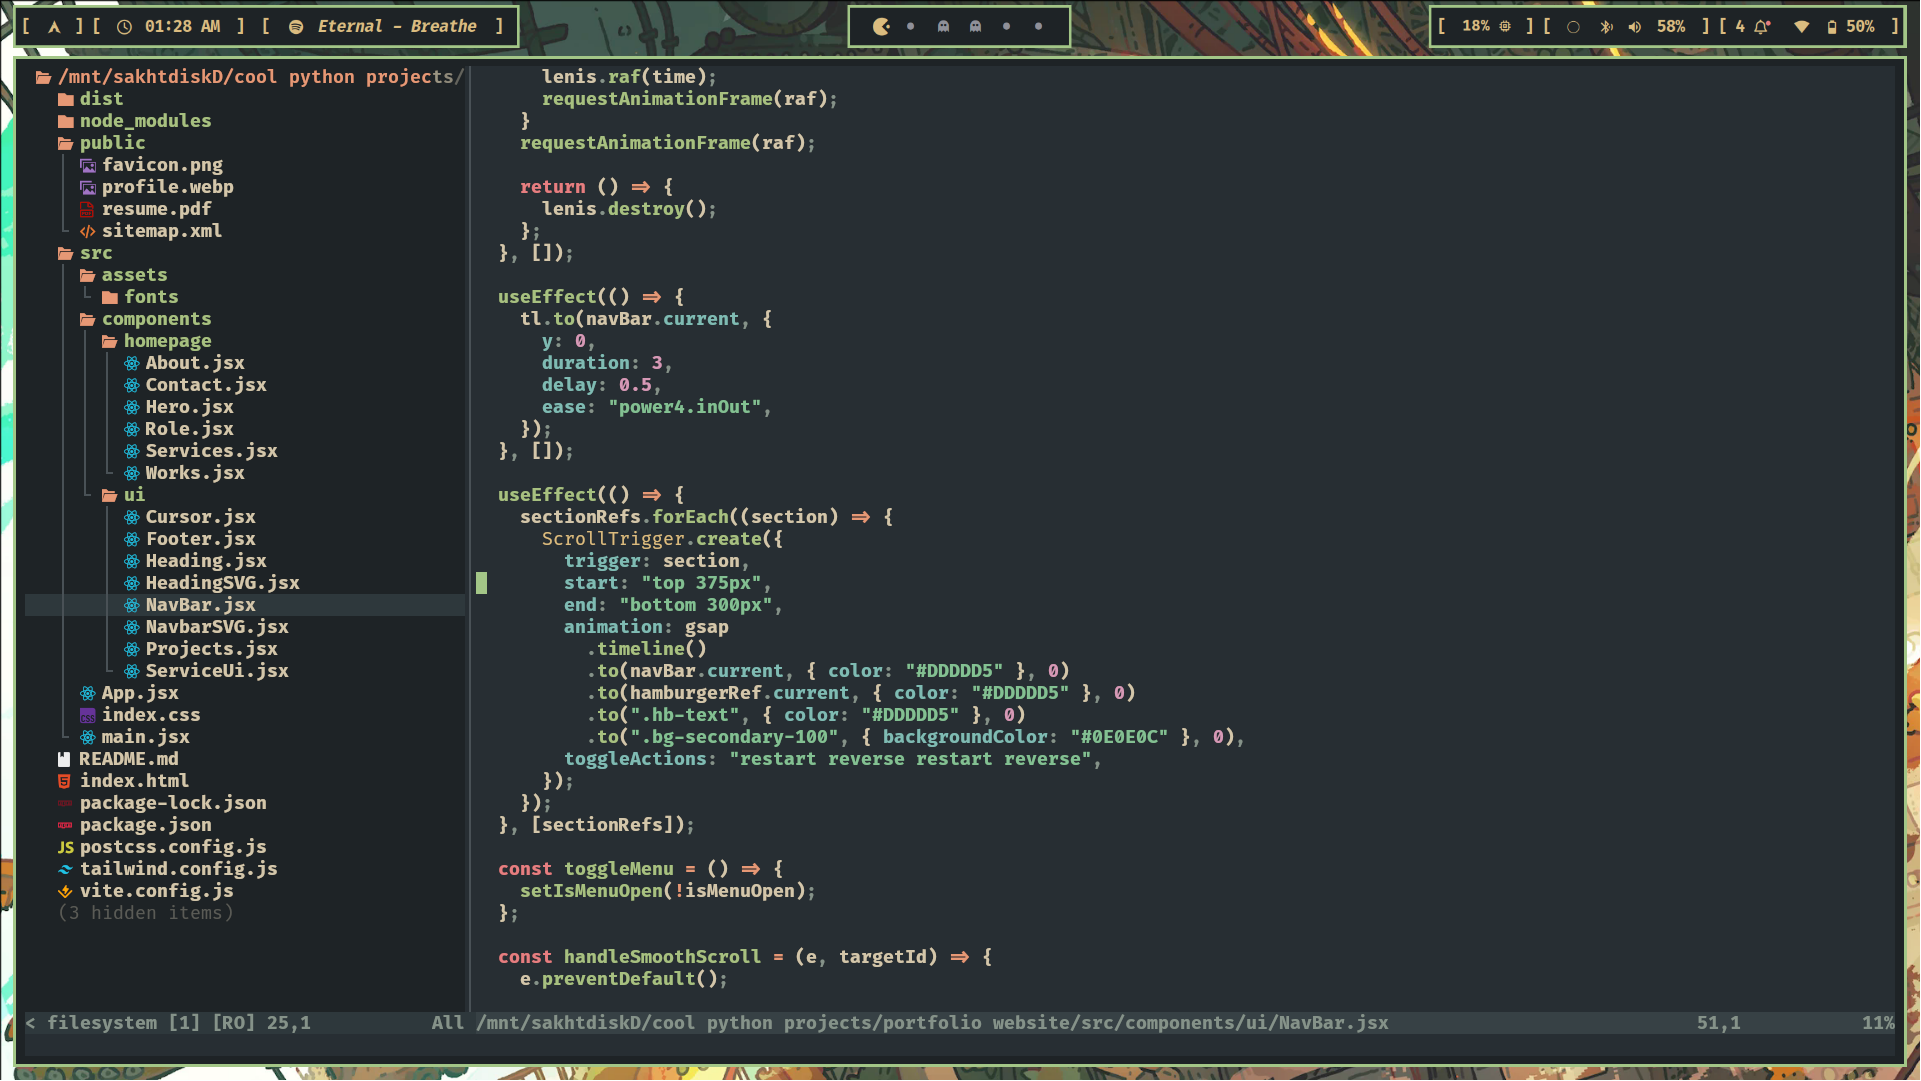 [ ] [ 01:28 AM ] [ Eternal - Breathe ]
[ 18% ] [ 58% ] [ 4 50% ]
/mnt/sakhtdiskD/cool python projects/
dist
node_modules
public
favicon.png
profile.webp
resume.pdf
sitemap.xml
src
assets
fonts
components
homepage
About.jsx
Contact.jsx
Hero.jsx
Role.jsx
Services.jsx
Works.jsx
ui
Cursor.jsx
Footer.jsx
Heading.jsx
HeadingSVG.jsx
NavBar.jsx
NavbarSVG.jsx
Projects.jsx
ServiceUi.jsx
App.jsx
index.css
main.jsx
README.md
index.html
package-lock.json
package.json
JS postcss.config.js
tailwind.config.js
vite.config.js
(3 hidden items)
lenis.raf(time);
requestAnimationFrame(raf);
}
requestAnimationFrame(raf);
return () => {
lenis.destroy();
};
}, []);
useEffect(() => {
tl.to(navBar.current, {
y: 0,
duration: 3,
delay: 0.5,
ease: "power4.inOut",
});
}, []);
useEffect(() => {
sectionRefs.forEach((section) => {
ScrollTrigger.create({
trigger: section,
start: "top 375px",
end: "bottom 300px",
animation: gsap
.timeline()
.to(navBar.current, { color: "#DDDDD5" }, 0)
.to(hamburgerRef.current, { color: "#DDDDD5" }, 0)
.to(".hb-text", { color: "#DDDDD5" }, 0)
.to(".bg-secondary-100", { backgroundColor: "#0E0E0C" }, 0),
toggleActions: "restart reverse restart reverse",
});
});
}, [sectionRefs]);
const toggleMenu = () => {
setIsMenuOpen(!isMenuOpen);
};
const handleSmoothScroll = (e, targetId) => {
e.preventDefault();
< filesystem [1] [RO] 25,1 All /mnt/sakhtdiskD/cool python projects/portfolio website/src/components/ui/NavBar.jsx 51,1 11%